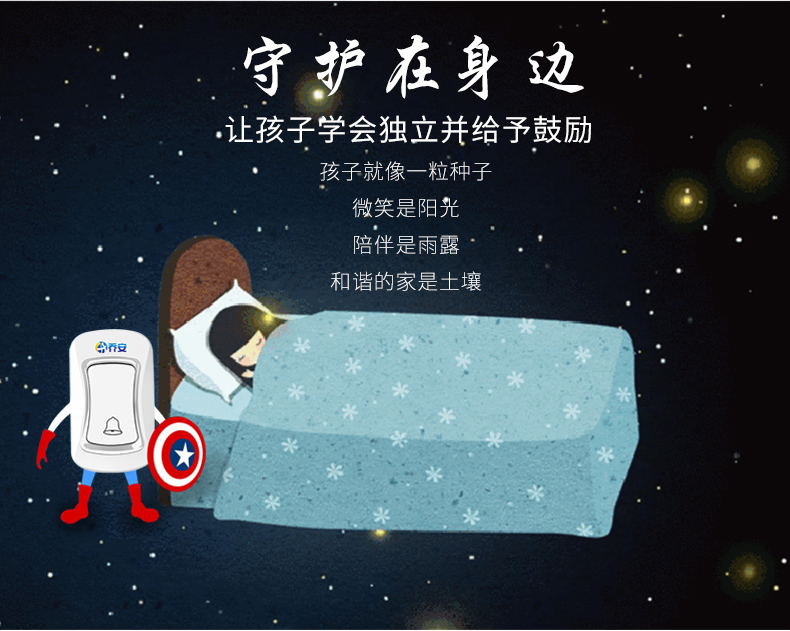 守护在身边
让孩子学会独立并给予鼓励
孩子就像一粒种子
微笑是阳光
陪伴是雨露
和谐的家是土壤
乔安